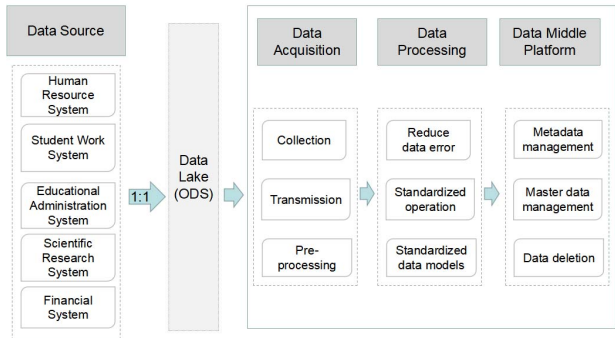 Data Source
Human
Resource
System
Student Work
System
Educational
Administration
System
Scientific
Research
System
Financial
System
1:1
Data
Lake
(ODS)
Data
Acquisition
Collection
Transmission
Pre-
processing
Data
Processing
Reduce
data error
Standardized
operation
Standardized
data models
Data Middle
Platform
Metadata
management
Master data
management
Data deletion